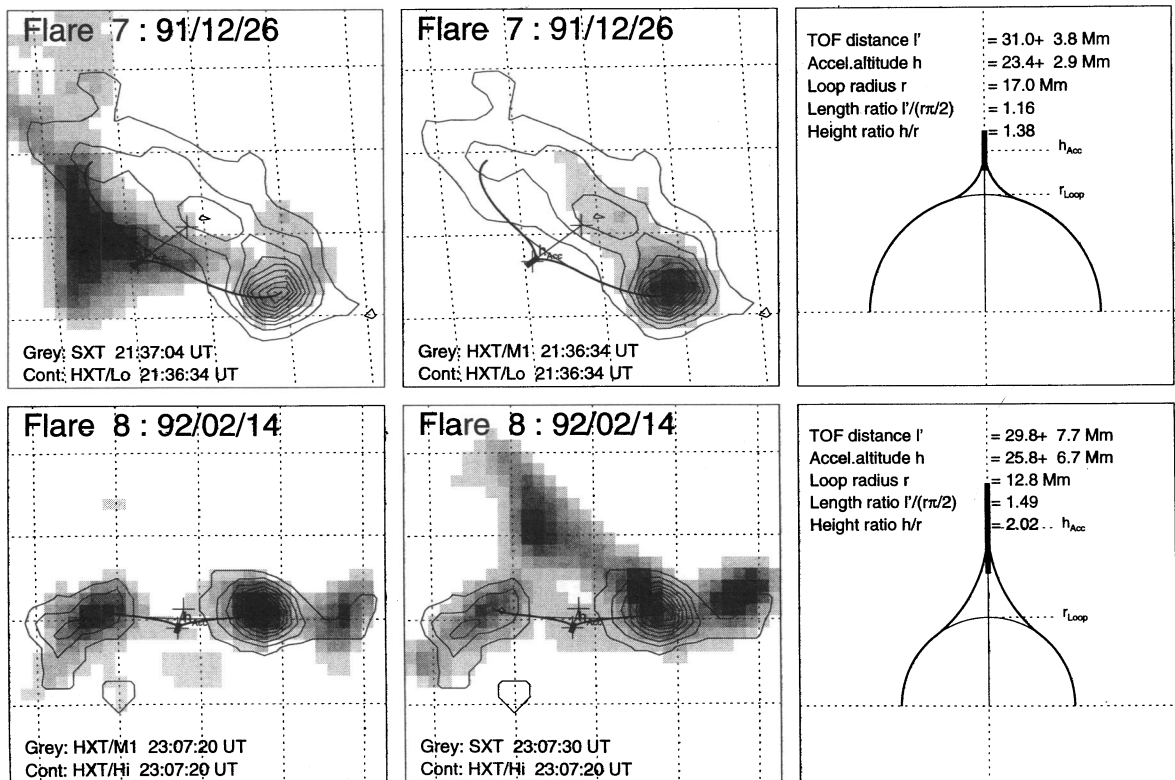 Flare 7 : 91/12/26
h_Acc
Grey: SXT 21:37:04 UT
Cont: HXT/Lo 21:36:34 UT
Flare 7 : 91/12/26
h_Acc
Grey: HXT/M1 21:36:34 UT
Cont: HXT/Lo 21:36:34 UT
TOF distance l' = 31.0+ 3.8 Mm
Accel.altitude h = 23.4+ 2.9 Mm
Loop radius r = 17.0 Mm
Length ratio l'/(rπ/2) = 1.16
Height ratio h/r = 1.38
h_Acc
r_Loop
Flare 8 : 92/02/14
h_Acc
Grey: HXT/M1 23:07:20 UT
Cont: HXT/Hi 23:07:20 UT
Flare 8 : 92/02/14
h_Acc
Grey: SXT 23:07:30 UT
Cont: HXT/Hi 23:07:20 UT
TOF distance l' = 29.8+ 7.7 Mm
Accel.altitude h = 25.8+ 6.7 Mm
Loop radius r = 12.8 Mm
Length ratio l'/(rπ/2) = 1.49
Height ratio h/r = 2.02 h_Acc
r_Loop